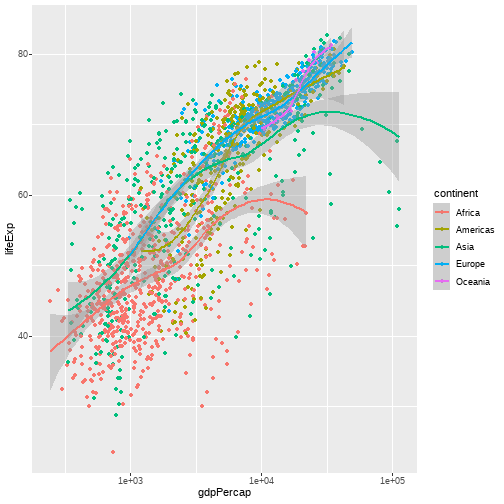 80
60
40
lifeExp
1e+03
1e+04
1e+05
gdpPercap
continent
Africa
Americas
Asia
Europe
Oceania